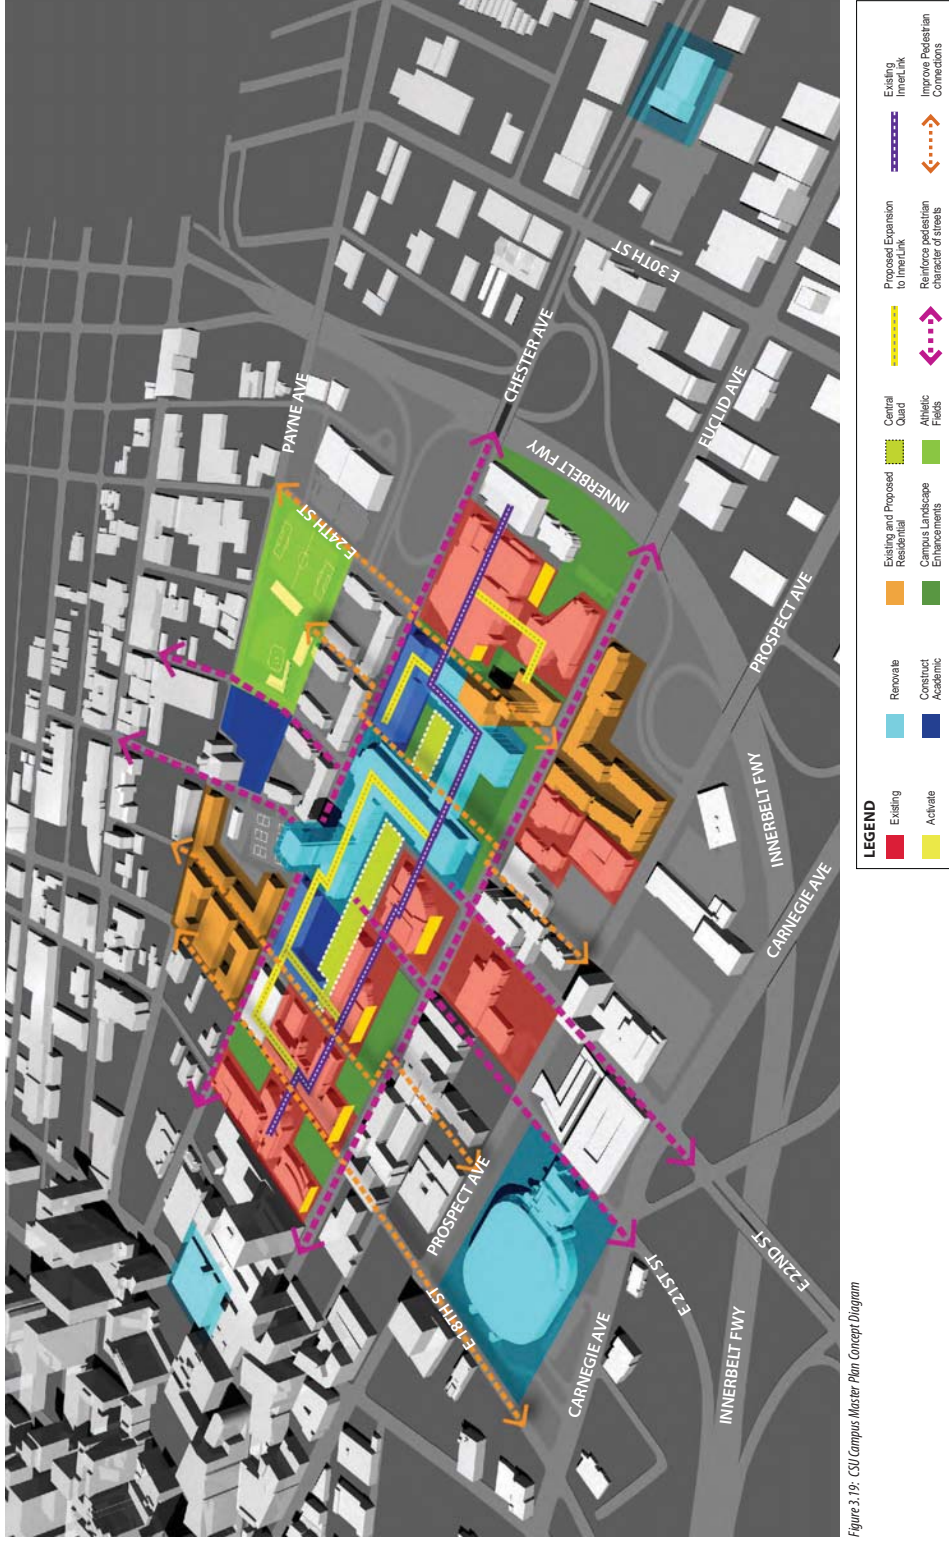 PAYNE AVE
E 24TH ST
CHESTER AVE
INNERBELT FWY
E 30TH ST
EUCLID AVE
PROSPECT AVE
INNERBELT FWY
CARNEGIE AVE
PROSPECT AVE
E 18TH ST
CARNEGIE AVE
E 21ST ST
E 22ND ST
INNERBELT FWY
LEGEND
Existing
Activate
Renovate
Construct
Academic
Existing and Proposed
Residential
Campus Landscape
Enhancements
Central
Quad
Athletic
Fields
Proposed Expansion
to InnerLink
Reinforce pedestrian
character of streets
Existing
InnerLink
Improve Pedestrian
Connections
Figure 3.19: CSU Campus Master Plan Concept Diagram